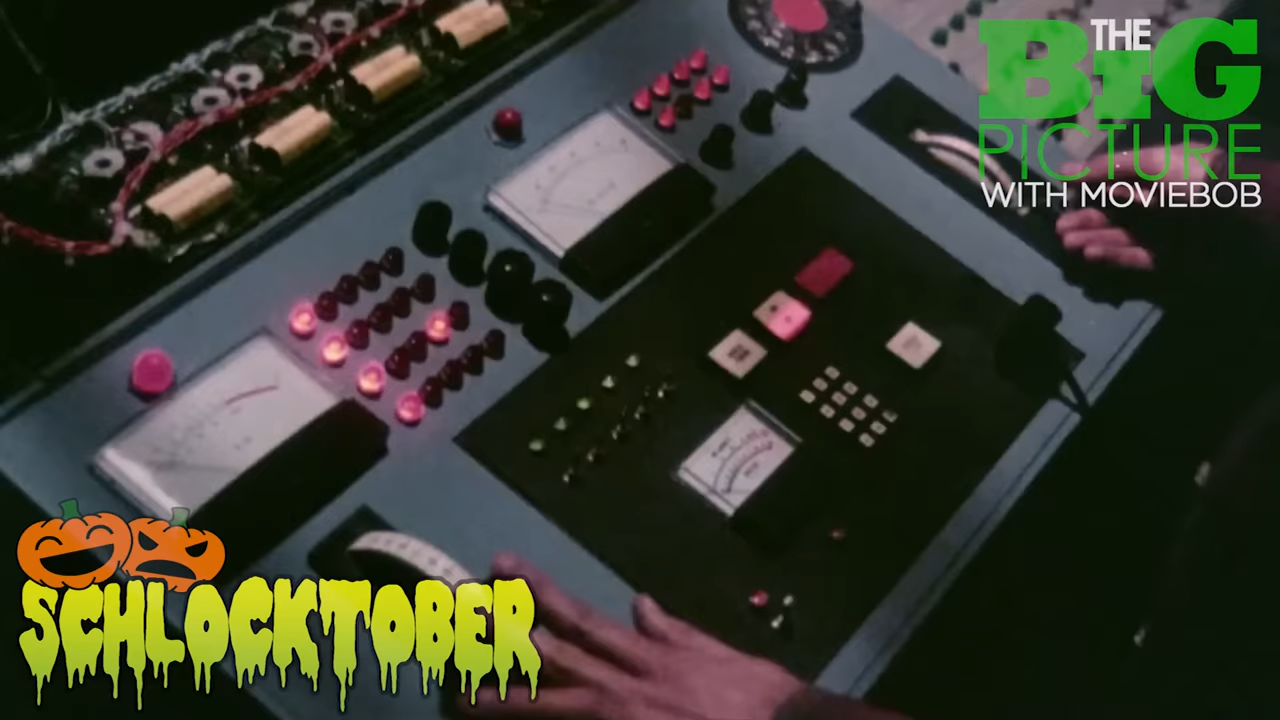 THE
BIG
PICTURE
WITH MOVIEBOB
SCHLOCKTOBER